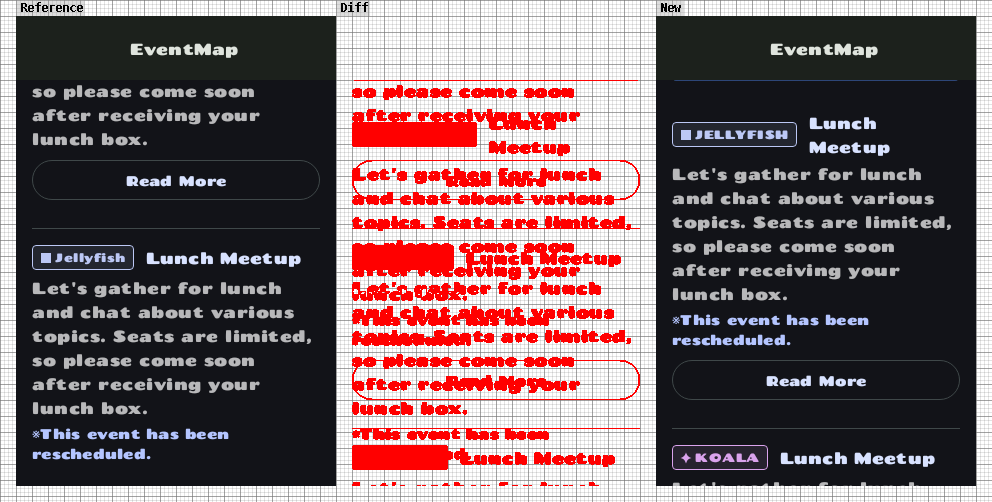 Reference
EventMap
so please come soon
after receiving your
lunch box.
Read More
Jellyfish Lunch Meetup
Let's gather for lunch
and chat about various
topics. Seats are limited,
so please come soon
after receiving your
lunch box.
※This event has been
rescheduled.
Diff
so please come soon
after receiving your
Lunch
Meetup
Let's gather for lunch
Read More
and chat about various
topics. Seats are limited,
so please come soon
Lunch Meetup
after receiving your
Let's gather for lunch
lunch box.
and chat about various
topics. Seats are limited,
so please come soon
Read More
after receiving your
lunch box.
※This event has been
Lunch Meetup
New
EventMap
JELLYFISH Lunch
Meetup
Let's gather for lunch
and chat about various
topics. Seats are limited,
so please come soon
after receiving your
lunch box.
※This event has been
rescheduled.
Read More
KOALA Lunch Meetup
Let's gather for lunch